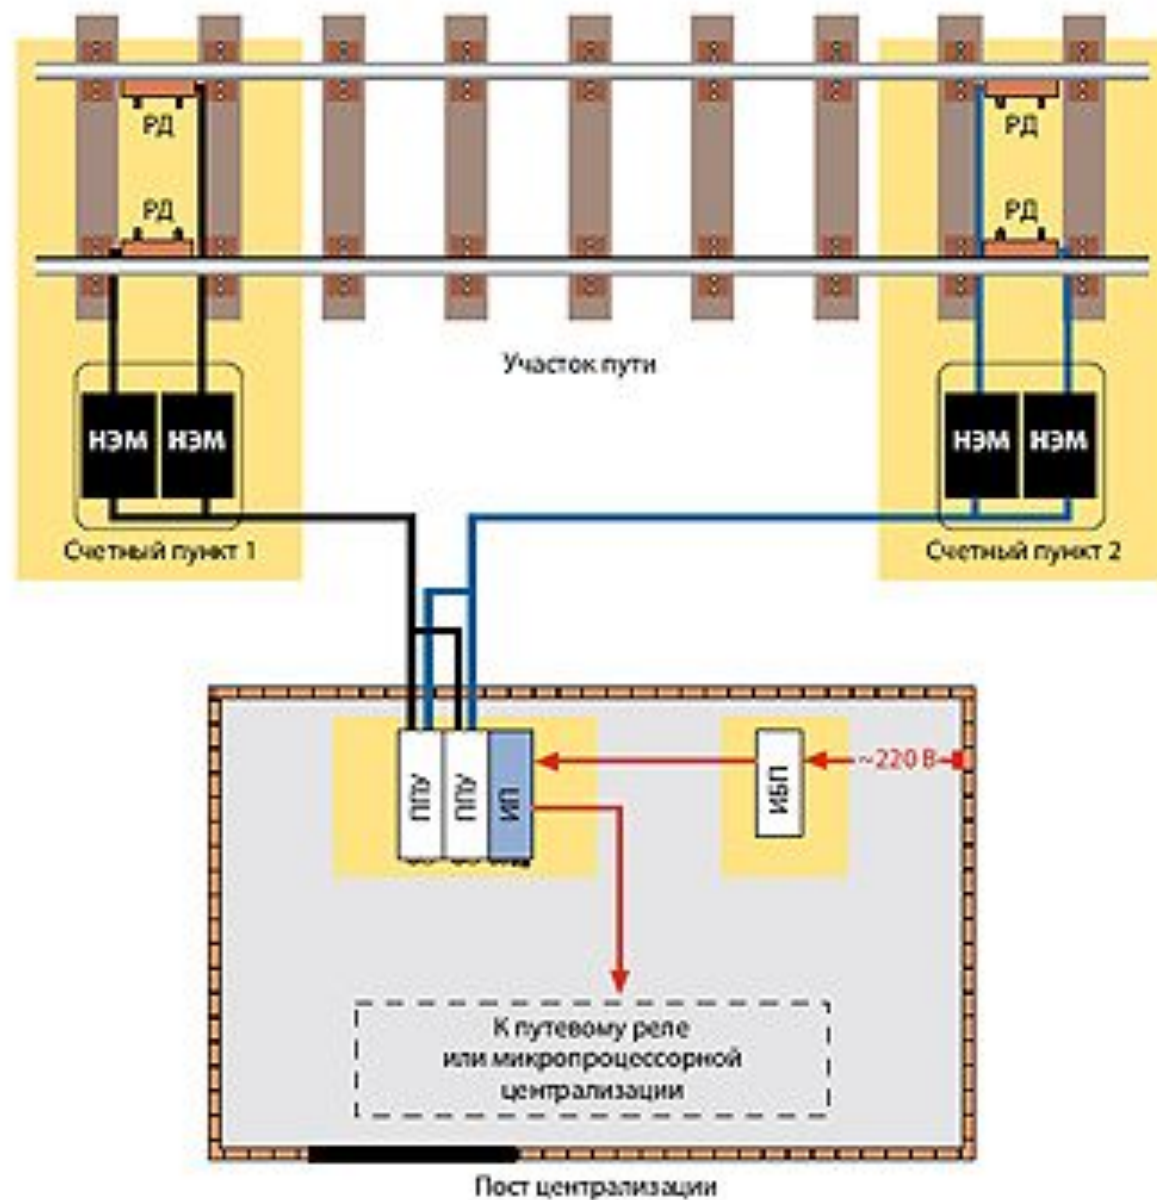 РД
РД
РД
РД
Участок пути
НЭМ НЭМ
НЭМ НЭМ
Счетный пункт 1
Счетный пункт 2
ППУ
ППУ
ИП
ИБП
~220 В
К путевому реле
или микропроцессорной
централизации
Пост централизации